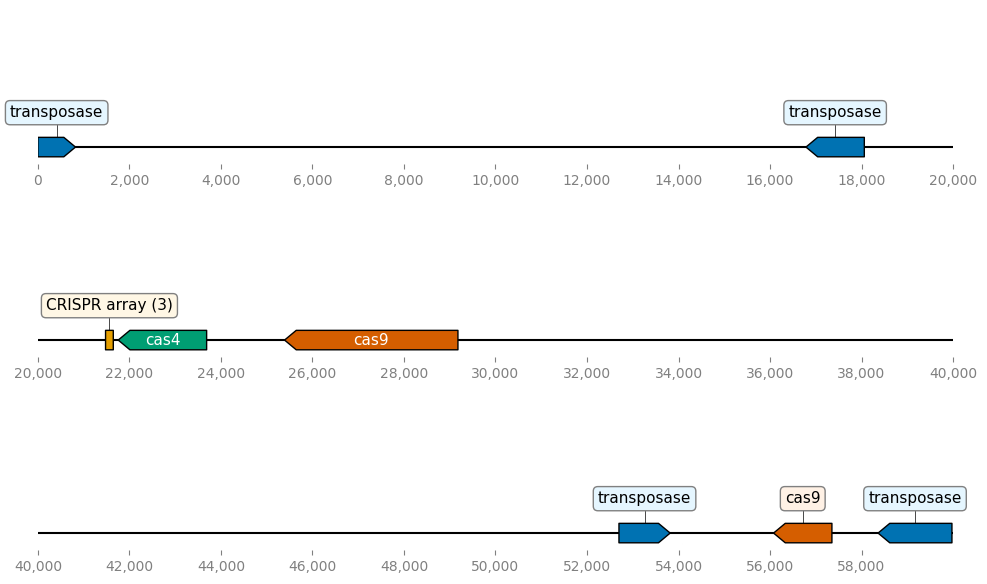 transposase transposase
0 2,000 4,000 6,000 8,000 10,000 12,000 14,000 16,000 18,000 20,000
CRISPR array (3)
cas4 cas9
20,000 22,000 24,000 26,000 28,000 30,000 32,000 34,000 36,000 38,000 40,000
transposase cas9 transposase
40,000 42,000 44,000 46,000 48,000 50,000 52,000 54,000 56,000 58,000